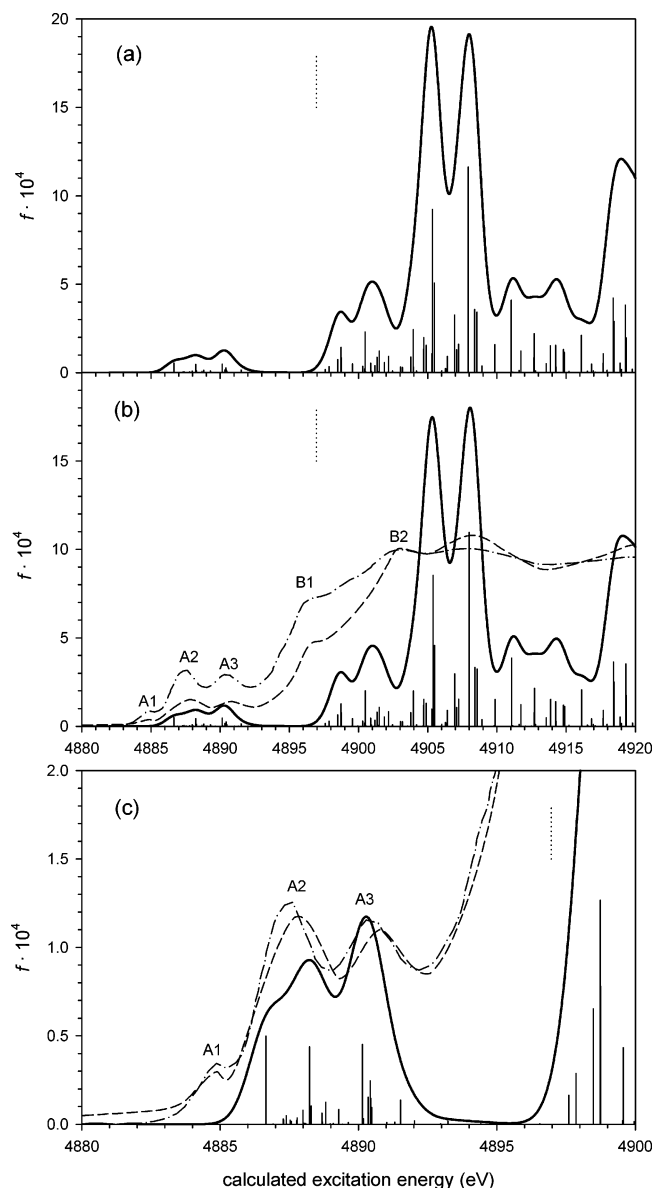 20
(a)
15
f · 10⁴
10
5
0
(b)
15
f · 10⁴
B2
10
B1
A2
A3
5
A1
0
4880 4885 4890 4895 4900 4905 4910 4915 4920
2.0
(c)
1.5
A2
A3
f · 10⁴
1.0
A1
0.5
0.0
4880 4885 4890 4895 4900
calculated excitation energy (eV)